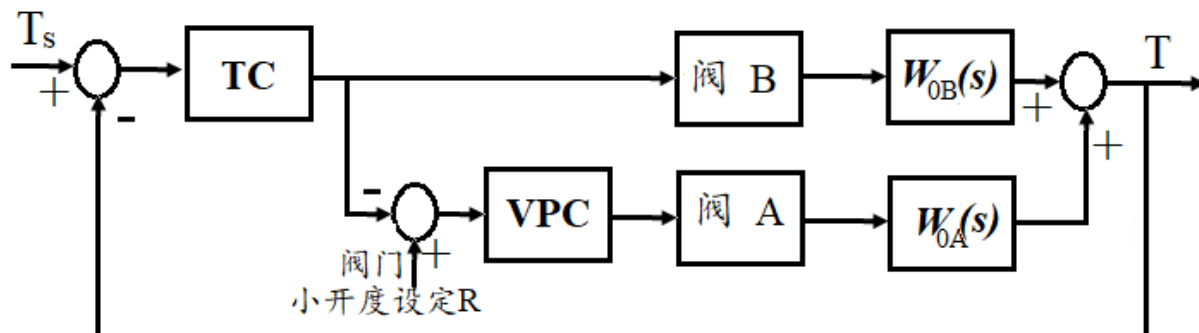 Ts
+
-
TC
阀 B
W0B(s)
+
T
+
-
+
VPC
阀 A
W0A(s)
阀门
小开度设定R